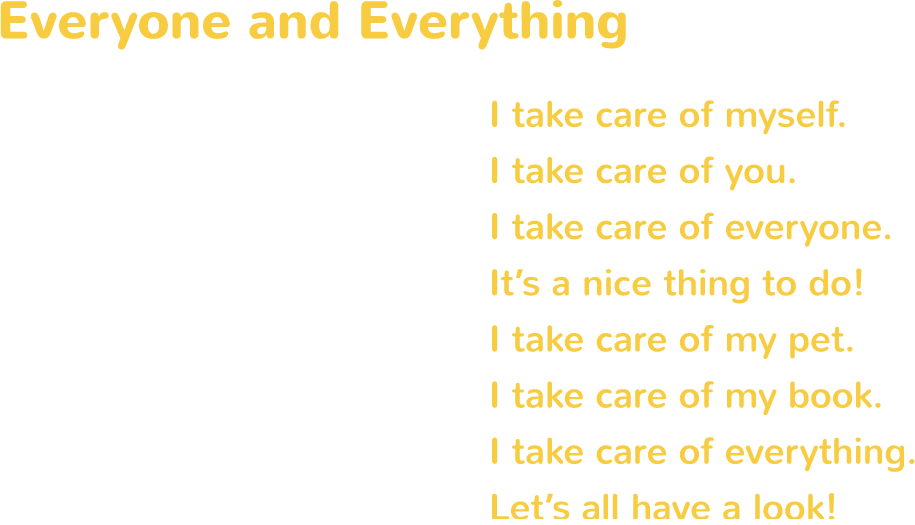 Everyone and Everything
I take care of myself.
I take care of you.
I take care of everyone.
It's a nice thing to do!
I take care of my pet.
I take care of my book.
I take care of everything.
Let's all have a look!